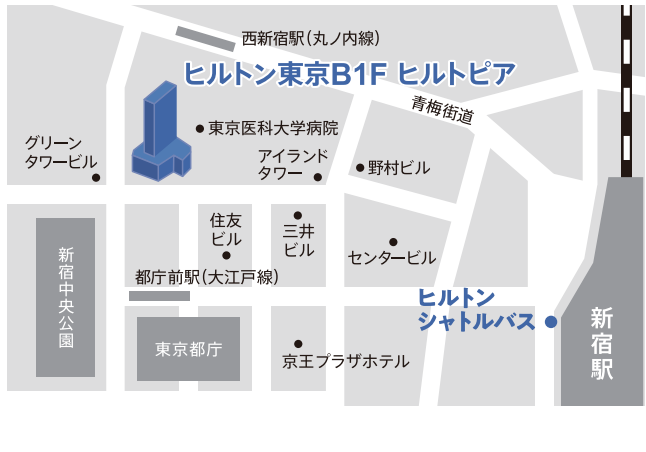 西新宿駅（丸ノ内線）
ヒルトン東京B1F ヒルトピア
青梅街道
東京医科大学病院
グリーン
タワービル
アイランド
タワー
野村ビル
住友
ビル
三井
ビル
センタービル
新宿中央公園
都庁前駅（大江戸線）
ヒルトン
シャトルバス
新宿駅
東京都庁
京王プラザホテル